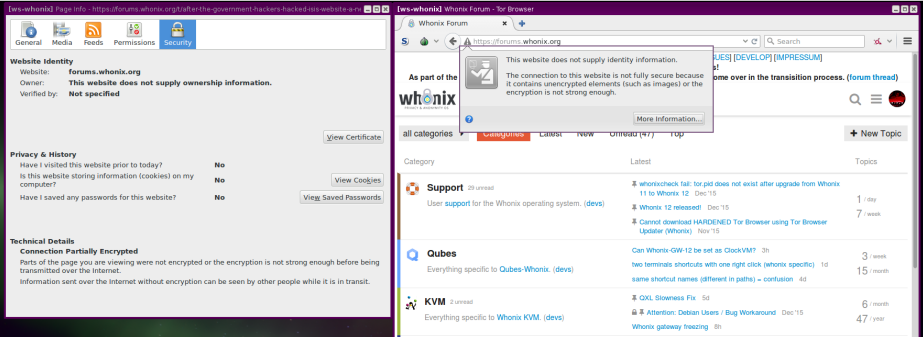 [ws-whonix] Page Info - https://forums.whonix.org/t/after-the-government-hackers-hacked-isis-website-a-ne
General Media Feeds Permissions Security
Website Identity
Website: forums.whonix.org
Owner: This website does not supply ownership information.
Verified by: Not specified
View Certificate
Privacy & History
Have I visited this website prior to today? No
Is this website storing information (cookies) on my
computer? No View Cookies
Have I saved any passwords for this website? No View Saved Passwords
Technical Details
Connection Partially Encrypted
Parts of the page you are viewing were not encrypted or the encryption is not strong enough before being
transmitted over the Internet.
Information sent over the Internet without encryption can be seen by other people while it is in transit.
[ws-whonix] Whonix Forum - Tor Browser
Whonix Forum
https://forums.whonix.org
Search
This website does not supply identity information.
The connection to this website is not fully secure because
it contains unencrypted elements (such as images) or the
encryption is not strong enough.
More Information...
UES] [DEVELOP] [IMPRESSUM]
s!
As part of the
ome over in the transisition process. (forum thread)
whonix
all categories Categories Latest New Unread (47) Top + New Topic
Category Latest Topics
Support 29 unread
User support for the Whonix operating system. (devs)
whonixcheck fail: tor.pid does not exist after upgrade from Whonix
11 to Whonix 12 Dec '15
Whonix 12 released! Dec '15
Cannot download HARDENED Tor Browser using Tor Browser
Updater (Whonix) Nov '15
1 / day
7 / week
Qubes
Everything specific to Qubes-Whonix. (devs)
Can Whonix-GW-12 be set as ClockVM? 3h
two terminals shortcuts with one right click (whonix specific) 1d
same shortcut names (different in paths) = confusion 4d
3 / week
15 / month
KVM 2 unread
Everything specific to Whonix KVM. (devs)
QXL Slowness Fix 5d
Attention: Debian Users / Bug Workaround Dec '15
Whonix gateway freezing 8h
6 / month
47 / year